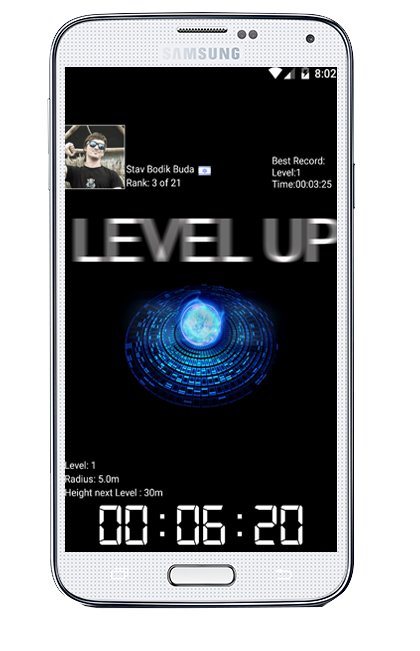 SAMSUNG
8:02
Stav Bodik Buda
Rank: 3 of 21
Best Record:
Level:1
Time:00:03:25
LEVEL UP
Level: 1
Radius: 5.0m
Height next Level : 30m
00:06:20